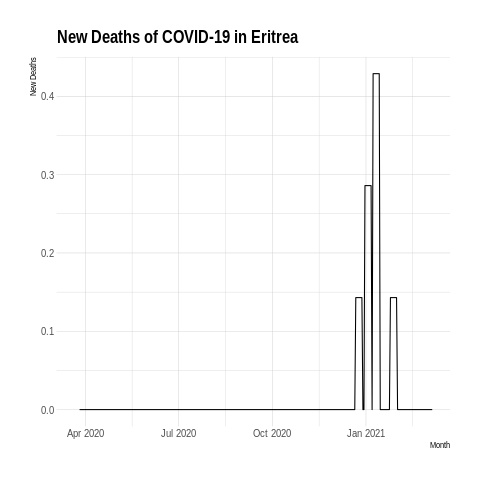 New Deaths of COVID-19 in Eritrea
New Deaths
0.4
0.3
0.2
0.1
0.0
Apr 2020 Jul 2020 Oct 2020 Jan 2021
Month